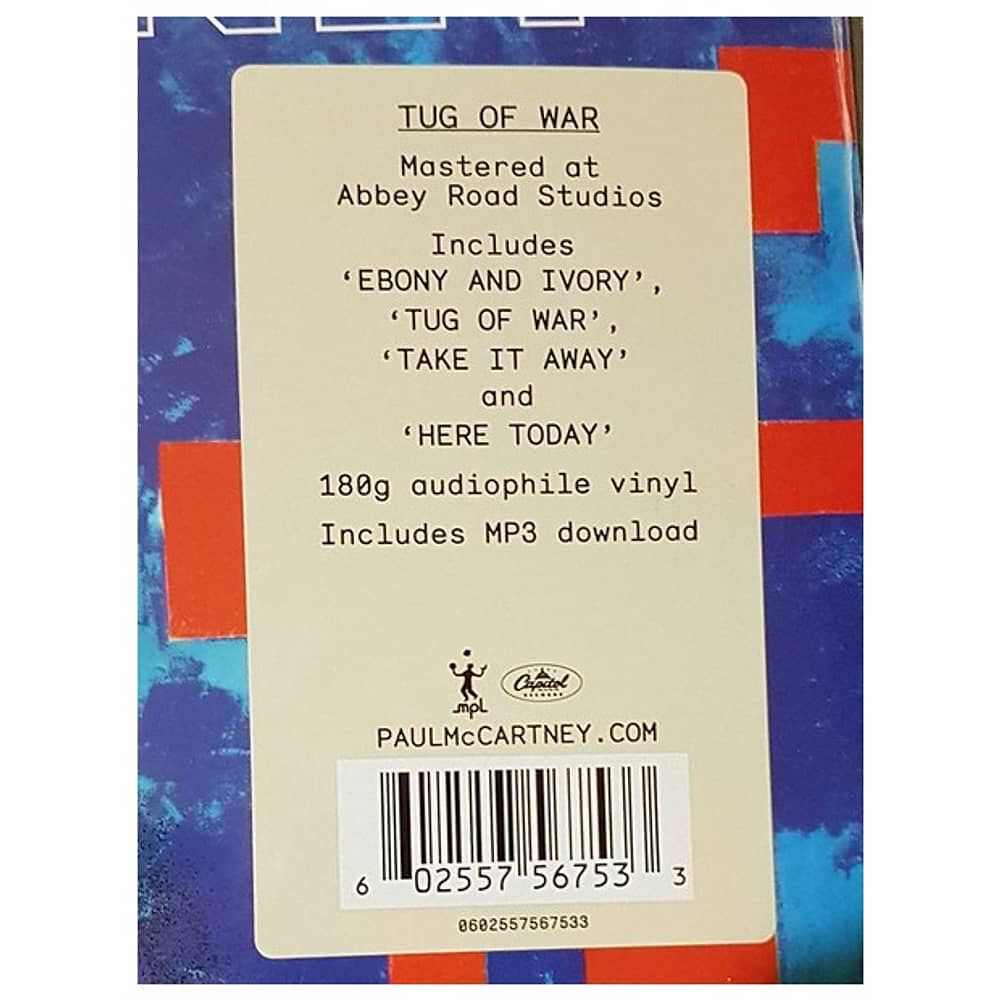 TUG OF WAR
Mastered at
Abbey Road Studios
Includes
‘EBONY AND IVORY’,
‘TUG OF WAR’,
‘TAKE IT AWAY’
and
‘HERE TODAY’
180g audiophile vinyl
Includes MP3 download
mpl
Capitol
RECORDS
PAULMcCARTNEY.COM
6 02557 56753 3
0602557567533